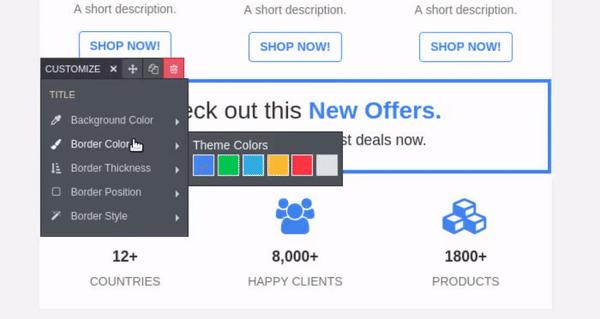 A short description.
A short description.
A short description.
SHOP NOW!
SHOP NOW!
SHOP NOW!
CUSTOMIZE
TITLE
Background Color
Border Color
Border Thickness
Border Position
Border Style
Theme Colors
eck out this New Offers.
st deals now.
12+
8,000+
1800+
COUNTRIES
HAPPY CLIENTS
PRODUCTS